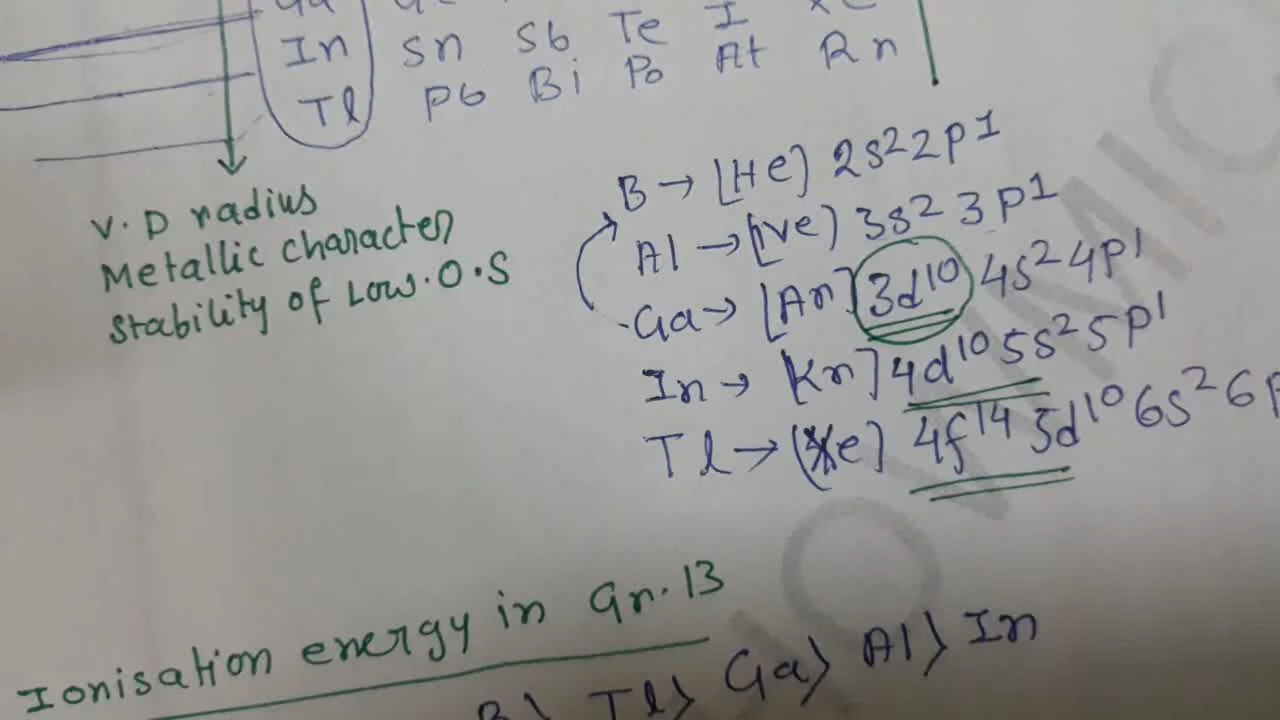 In Sn Sb Te I
Tl Pb Bi Po At Rn
V.D radius
Metallic character
stability of Low.O.S
B → [He] 2s² 2p¹
Al → [Ne] 3s² 3p¹
Ga → [Ar] 3d¹⁰ 4s² 4p¹
In → [Kr] 4d¹⁰ 5s² 5p¹
Tl → [Xe] 4f¹⁴ 5d¹⁰ 6s² 6p
Ionisation energy in Gr. 13
B > Tl > Ga > Al > In